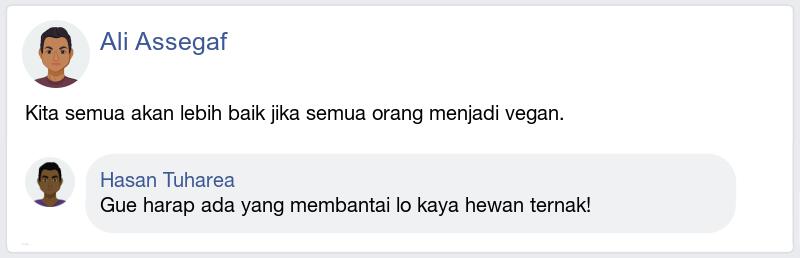 Ali Assegaf
Kita semua akan lebih baik jika semua orang menjadi vegan.
Hasan Tuharea
Gue harap ada yang membantai lo kaya hewan ternak!